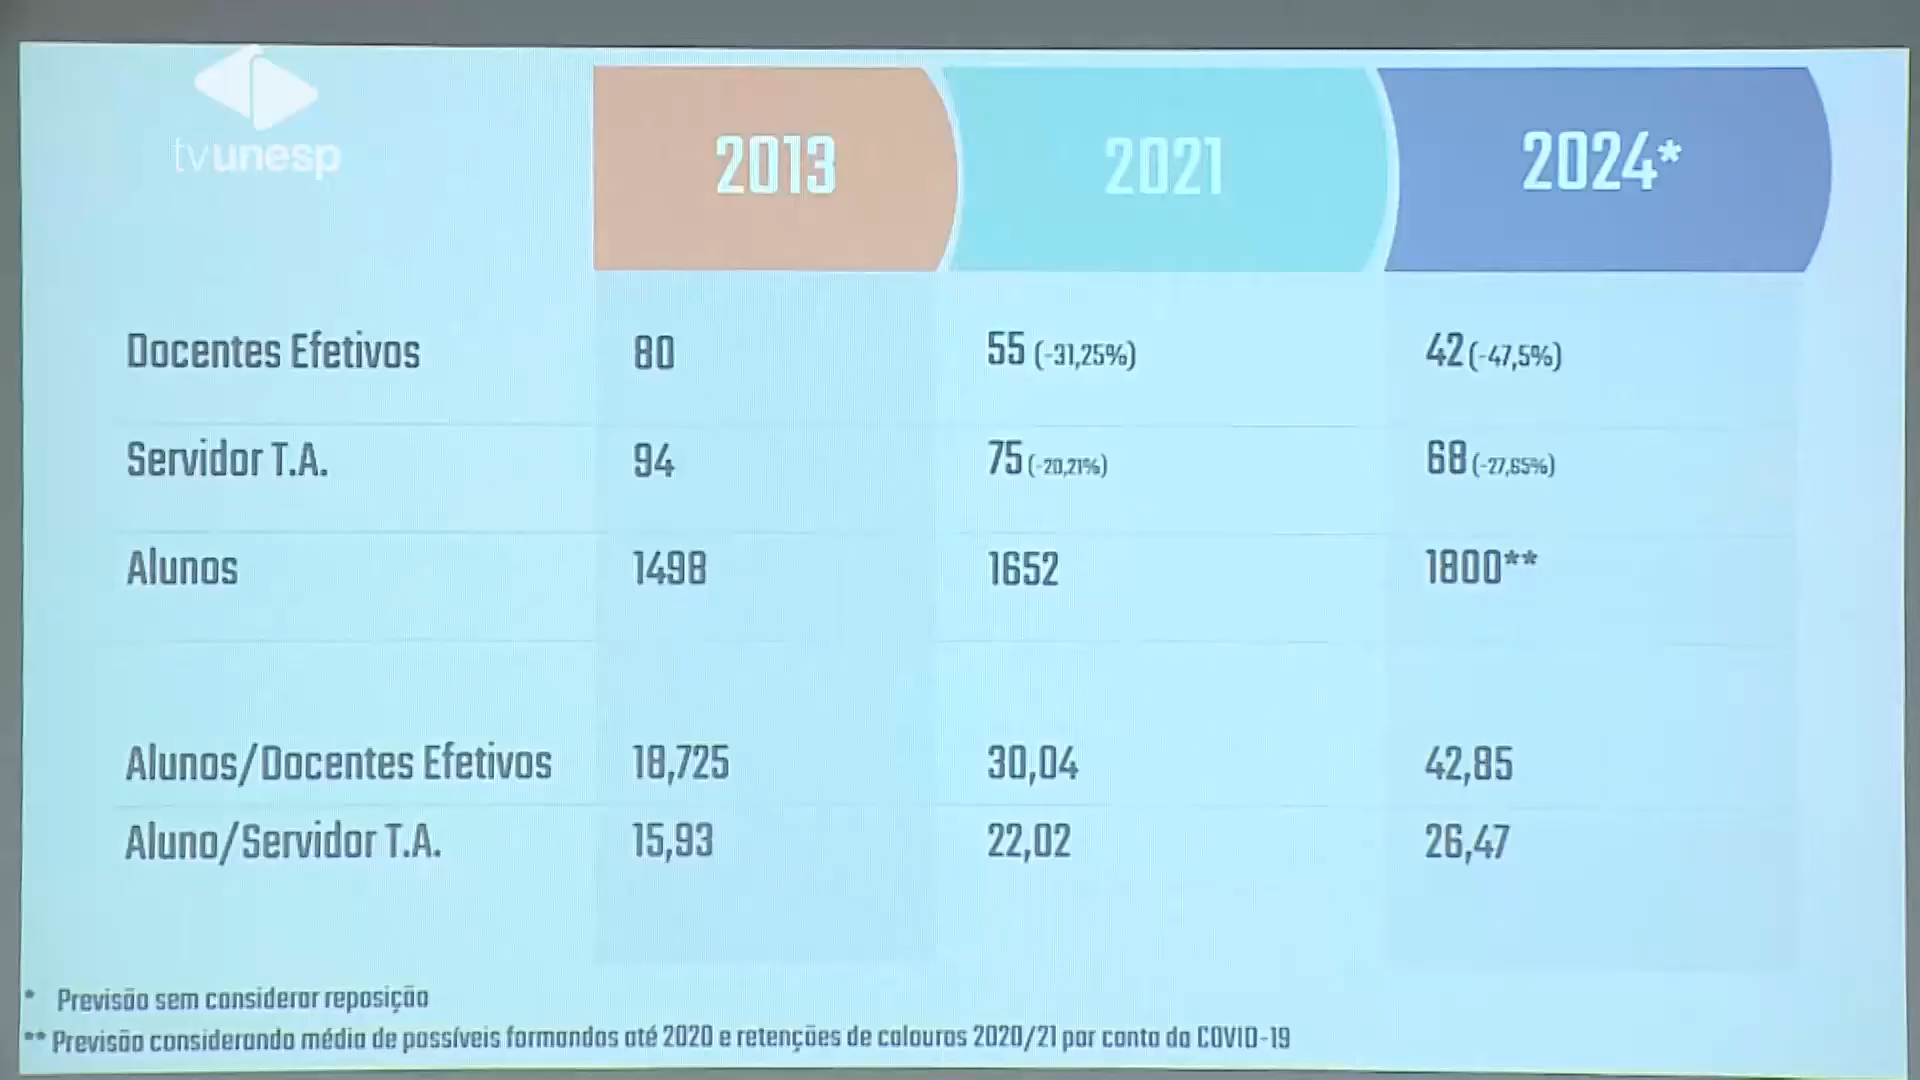 tvunesp
2013 2021 2024*
Docentes Efetivos 80 55 (-31,25%) 42 (-47,5%)
Servidor T.A. 94 75 (-20,21%) 68 (-27,65%)
Alunos 1498 1652 1800**
Alunos/Docentes Efetivos 18,725 30,04 42,85
Aluno/Servidor T.A. 15,93 22,02 26,47
* Previsão sem considerar reposição
** Previsão considerando média de possíveis formandos até 2020 e retenções de calouros 2020/21 por conta da COVID-19